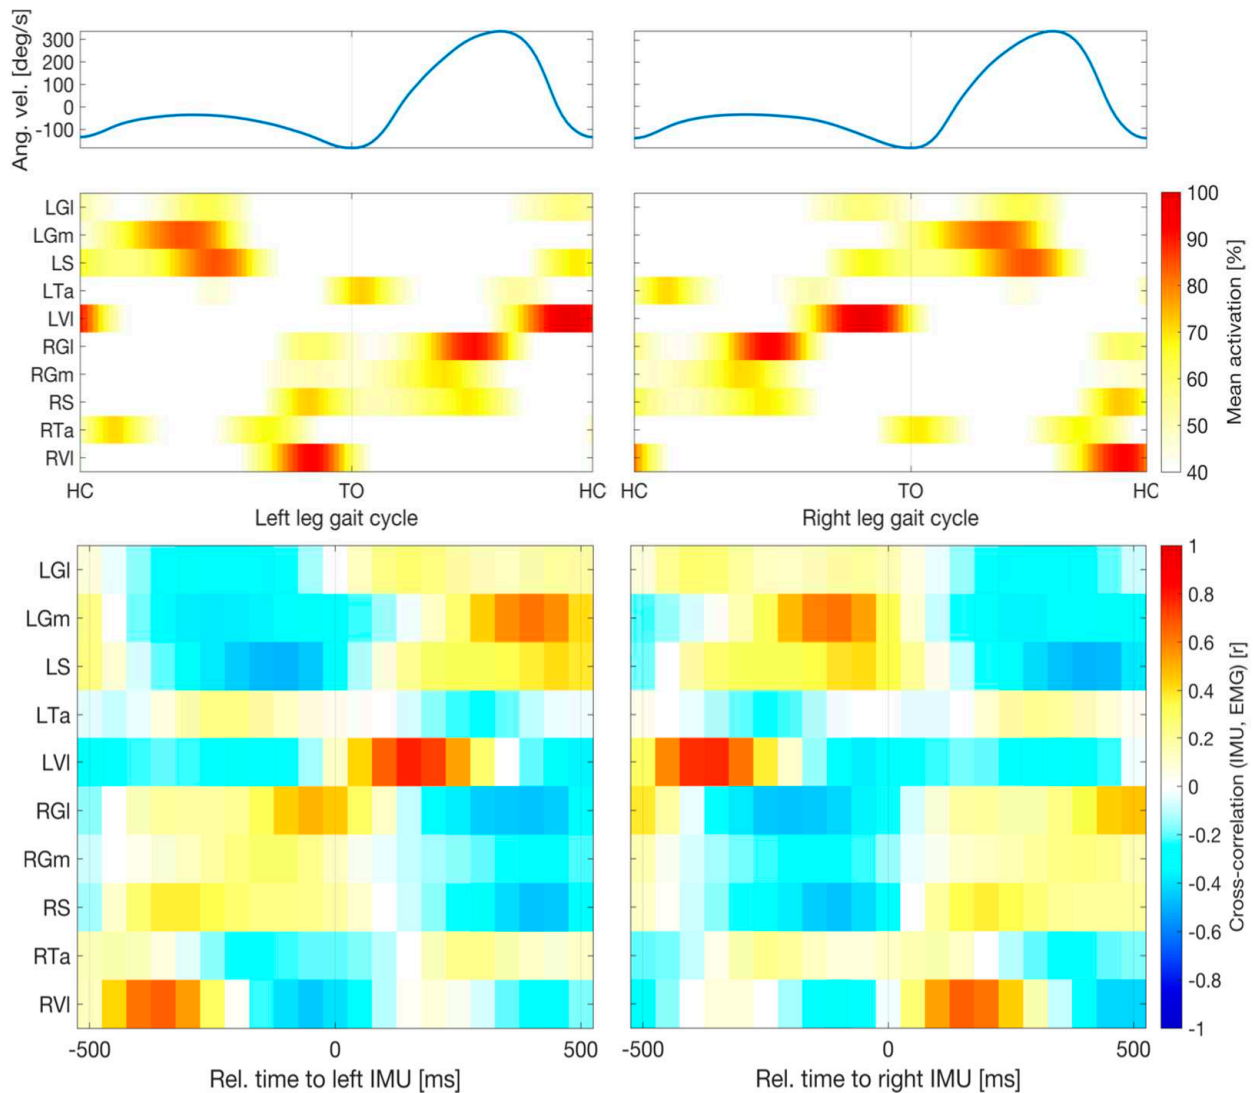 Ang. vel. [deg/s]
300
200
100
0
-100
LGl
LGm
LS
LTa
LVl
RGl
RGm
RS
RTa
RVl
HC
TO
HC
Left leg gait cycle
HC
TO
HC
Right leg gait cycle
100
90
80
70
60
50
40
Mean activation [%]
LGl
LGm
LS
LTa
LVl
RGl
RGm
RS
RTa
RVl
-500
0
500
Rel. time to left IMU [ms]
-500
0
500
Rel. time to right IMU [ms]
1
0.8
0.6
0.4
0.2
0
-0.2
-0.4
-0.6
-0.8
-1
Cross-correlation (IMU, EMG) [r]